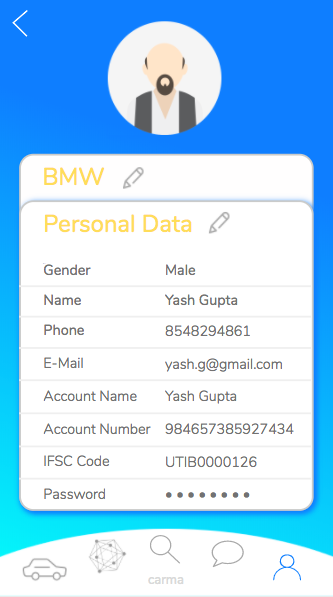 BMW
Personal Data
Gender Male
Name Yash Gupta
Phone 8548294861
E-Mail yash.g@gmail.com
Account Name Yash Gupta
Account Number 984657385927434
IFSC Code UTIB0000126
Password ● ● ● ● ● ● ● ●
carma